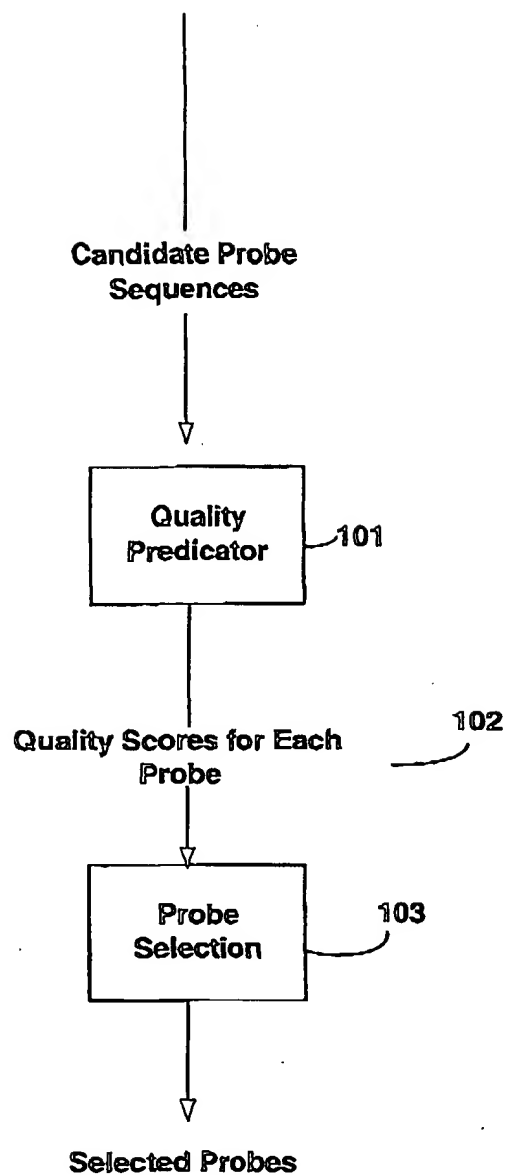 Candidate Probe
Sequences
Quality
Predicator
101
Quality Scores for Each
Probe
102
Probe
Selection
103
Selected Probes